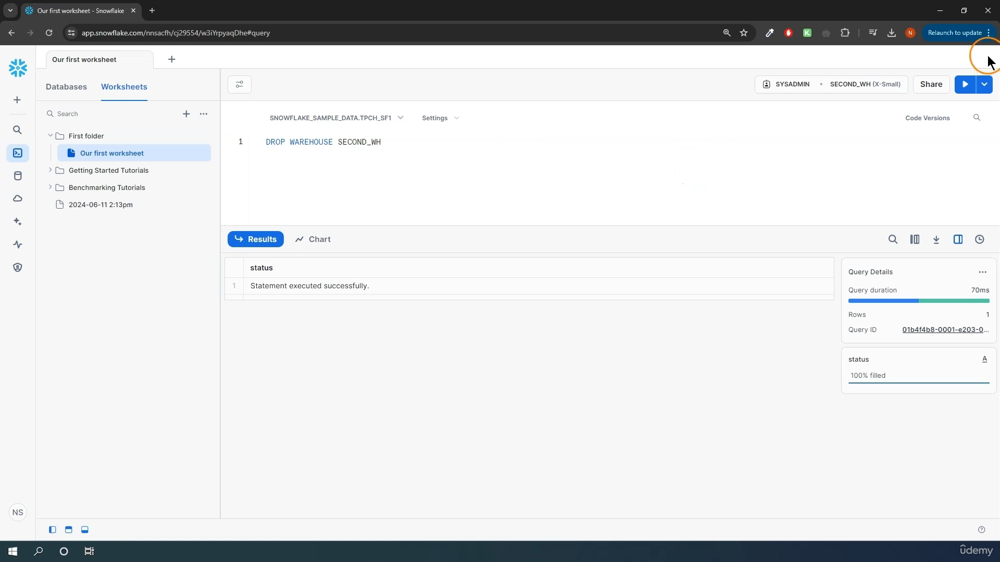 Our first worksheet - Snowflake
app.snowflake.com/nnsacfh/cj29554/w3iYrpyaqDhe#query
N
Relaunch to update
Our first worksheet
Databases
Worksheets
SYSADMIN • SECOND_WH (X-Small)
Share
Search
SNOWFLAKE_SAMPLE_DATA.TPCH_SF1
Settings
Code Versions
First folder
Our first worksheet
Getting Started Tutorials
Benchmarking Tutorials
2024-06-11 2:13pm
1 DROP WAREHOUSE SECOND_WH
Results
Chart
status
1 Statement executed successfully.
Query Details
Query duration 70ms
Rows 1
Query ID 01b4f4b8-0001-e203-0...
status A
100% filled
NS
udemy